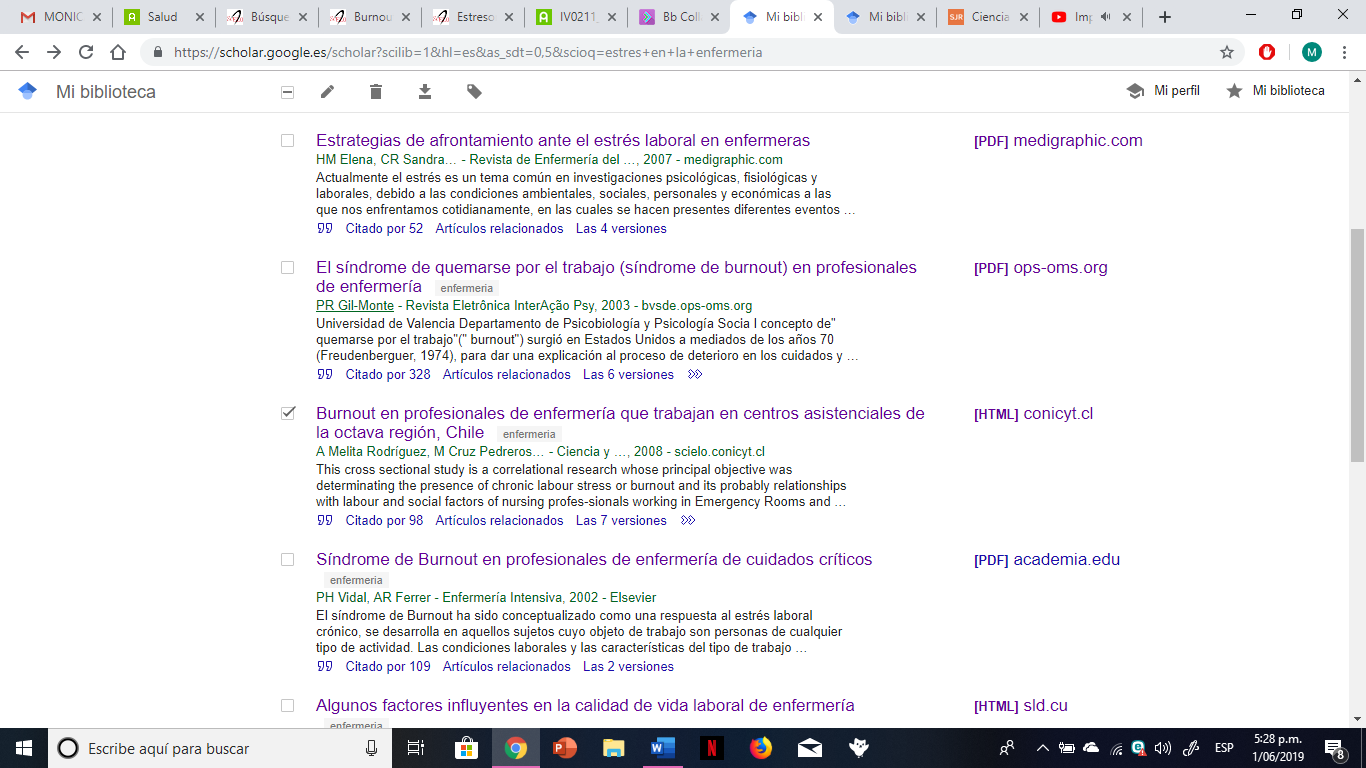 MONIC
Salud
Búsque
Burnou
Estreso
IV0211_
Bb Coll
Mi bibl
Mi bibl
SJR Ciencia
Imp
https://scholar.google.es/scholar?scilib=1&hl=es&as_sdt=0,5&scioq=estres+en+la+enfermeria
M
Mi biblioteca
Mi perfil
Mi biblioteca
Estrategias de afrontamiento ante el estrés laboral en enfermeras
[PDF] medigraphic.com
HM Elena, CR Sandra… - Revista de Enfermería del …, 2007 - medigraphic.com
Actualmente el estrés es un tema común en investigaciones psicológicas, fisiológicas y
laborales, debido a las condiciones ambientales, sociales, personales y económicas a las
que nos enfrentamos cotidianamente, en las cuales se hacen presentes diferentes eventos …
Citado por 52 Artículos relacionados Las 4 versiones
El síndrome de quemarse por el trabajo (síndrome de burnout) en profesionales
de enfermería enfermeria
[PDF] ops-oms.org
PR Gil-Monte - Revista Eletrônica InterAção Psy, 2003 - bvsde.ops-oms.org
Universidad de Valencia Departamento de Psicobiología y Psicología Socia l concepto de"
quemarse por el trabajo"(" burnout") surgió en Estados Unidos a mediados de los años 70
(Freudenberguer, 1974), para dar una explicación al proceso de deterioro en los cuidados y …
Citado por 328 Artículos relacionados Las 6 versiones
Burnout en profesionales de enfermería que trabajan en centros asistenciales de
la octava región, Chile enfermeria
[HTML] conicyt.cl
A Melita Rodríguez, M Cruz Pedreros… - Ciencia y …, 2008 - scielo.conicyt.cl
This cross sectional study is a correlational research whose principal objective was
determinating the presence of chronic labour stress or burnout and its probably relationships
with labour and social factors of nursing profes-sionals working in Emergency Rooms and …
Citado por 98 Artículos relacionados Las 7 versiones
Síndrome de Burnout en profesionales de enfermería de cuidados críticos
enfermeria
[PDF] academia.edu
PH Vidal, AR Ferrer - Enfermería Intensiva, 2002 - Elsevier
El síndrome de Burnout ha sido conceptualizado como una respuesta al estrés laboral
crónico, se desarrolla en aquellos sujetos cuyo objeto de trabajo son personas de cualquier
tipo de actividad. Las condiciones laborales y las características del tipo de trabajo …
Citado por 109 Artículos relacionados Las 2 versiones
Algunos factores influyentes en la calidad de vida laboral de enfermería
enfermeria
[HTML] sld.cu
Escribe aquí para buscar
ESP
5:28 p.m.
1/06/2019
8